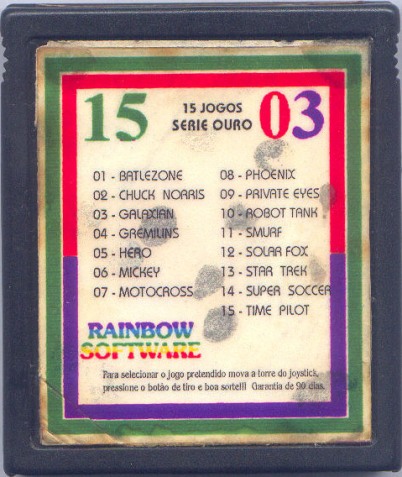 15 15 JOGOS 03
SERIE OURO
01 - BATLEZONE
02 - CHUCK NORRIS
03 - GALAXIAN
04 - GREMILINS
05 - HERO
06 - MICKEY
07 - MOTOCROSS
08 - PHOENIX
09 - PRIVATE EYES
10 - ROBOT TANK
11 - SMURF
12 - SOLAR FOX
13 - STAR TREK
14 - SUPER SOCCER
15 - TIME PILOT
RAINBOW
SOFTWARE
Para selecionar o jogo pretendido mova a torre do joystick,
pressione o botão de tiro e boa sorte!!! Garantia de 90 dias.